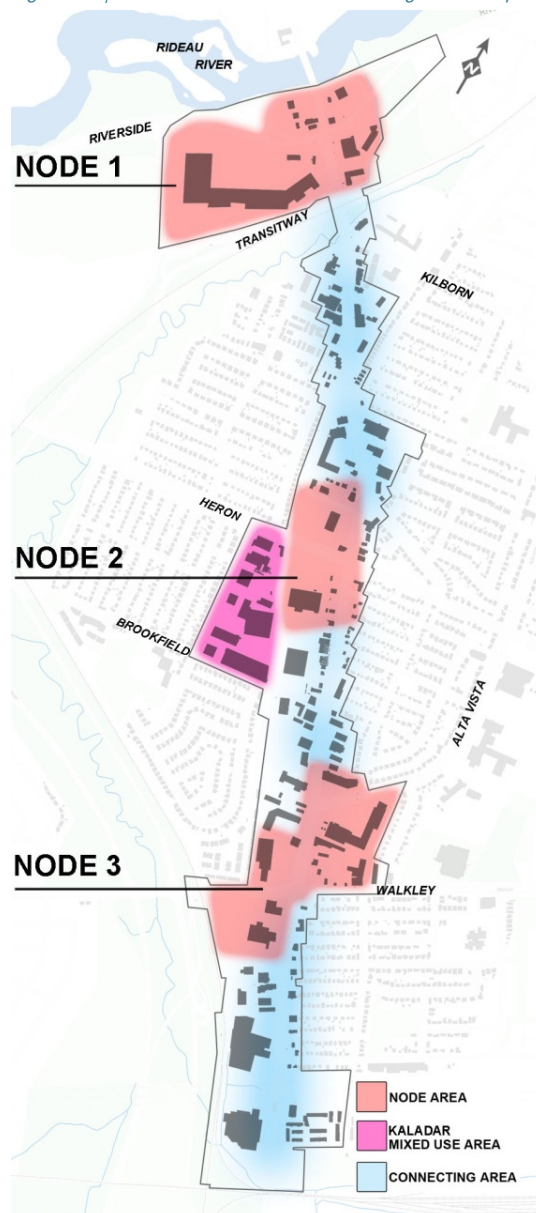 RIDEAU
RIVER
N
RIVERSIDE
NODE 1
TRANSITWAY
KILBORN
HERON
NODE 2
BROOKFIELD
ALTA VISTA
NODE 3
WALKLEY
NODE AREA
KALADAR
MIXED USE AREA
CONNECTING AREA